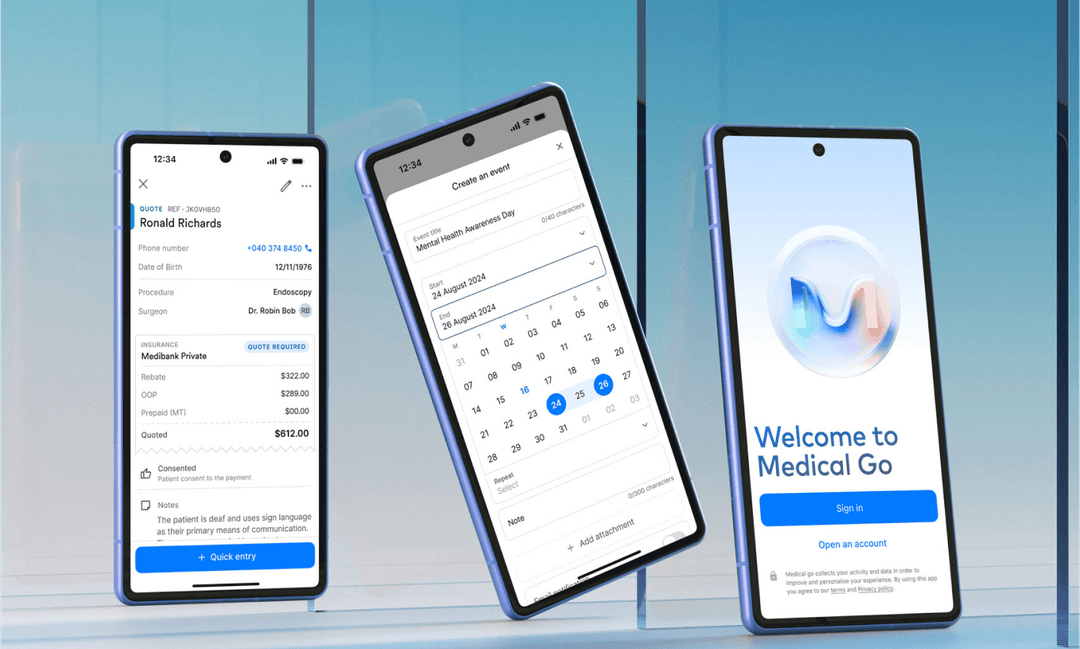 12:34
QUOTE REF - JK0VH850
Ronald Richards
Phone number +040 374 8450
Date of Birth 12/11/1976
Procedure Endoscopy
Surgeon Dr. Robin Bob RB
INSURANCE
Medibank Private QUOTE REQUIRED
Rebate $322.00
OOP $289.00
Prepaid (MT) $00.00
Quoted $612.00
Consented
Patient consent to the payment
Notes
The patient is deaf and uses sign language
as their primary means of communication.
+ Quick entry
12:34
Create an event
Event title
Mental Health Awareness Day
0/40 characters
Start
24 August 2024
End
26 August 2024
M T W T F S S
31 01 02 03 04 05 06
07 08 09 10 11 12 13
14 15 16 17 18 19 20
21 22 23 24 25 26 27
28 29 30 31 01 02 03
Repeat
Select
Note
0/300 characters
+ Add attachment
M
Welcome to
Medical Go
Sign in
Open an account
Medical go collects your activity and data in order to
improve and personalise your experience. By using this app
you agree to our terms and Privacy policy.